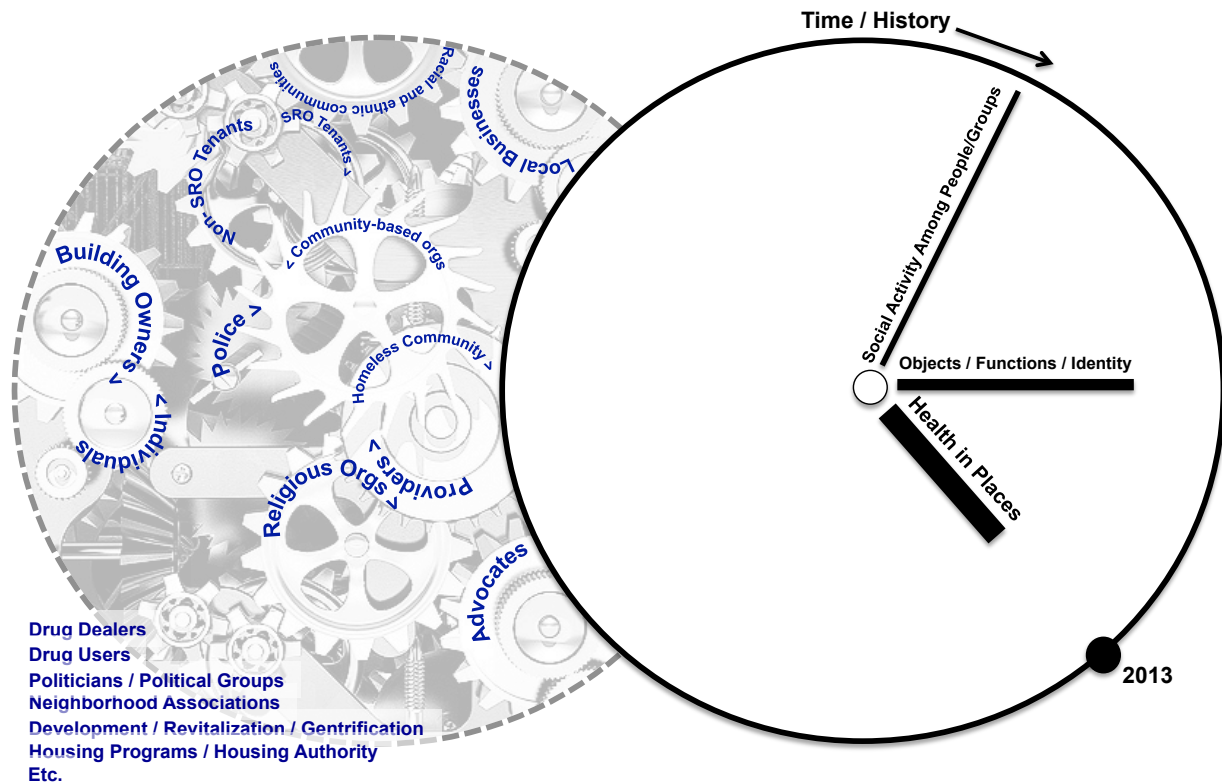 Time / History
Racial and ethnic communities
Local Businesses
SRO Tenants >
Non- SRO Tenants
< Community-based orgs
Building Owners >
Police >
Homeless Community >
< Individuals
Religious Orgs >
Providers >
Advocates
Social Activity Among People/Groups
Objects / Functions / Identity
Health in Places
2013
Drug Dealers
Drug Users
Politicians / Political Groups
Neighborhood Associations
Development / Revitalization / Gentrification
Housing Programs / Housing Authority
Etc.